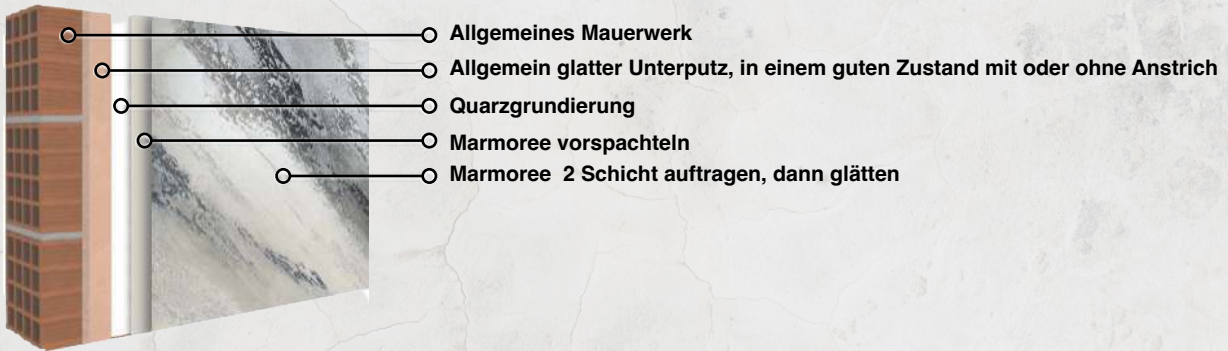 Allgemeines Mauerwerk
Allgemein glatter Unterputz, in einem guten Zustand mit oder ohne Anstrich
Quarzgrundierung
Marmoree vorspachteln
Marmoree 2 Schicht auftragen, dann glätten